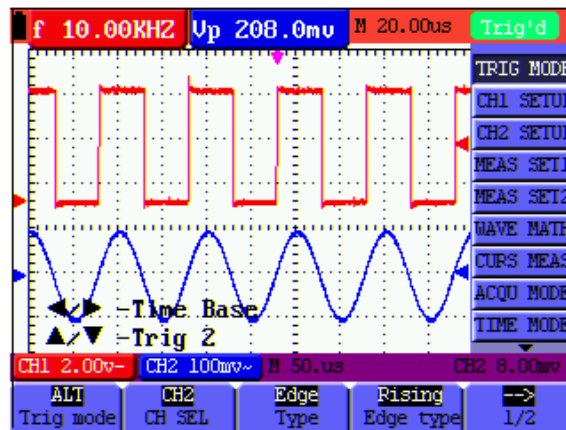 f 10.00KHZ Vp 208.0mv M 20.00us Trig'd
TRIG MODE
CH1 SETUP
CH2 SETUP
MEAS SET1
MEAS SET2
WAVE MATH
CURS MEAS
ACQU MODE
TIME MODE
-Time Base
-Trig 2
CH1 2.00v- CH2 100mv~ M 50.us CH2 8.00mv
ALT CH2 Edge Rising -->
Trig mode CH SEL Type Edge type 1/2